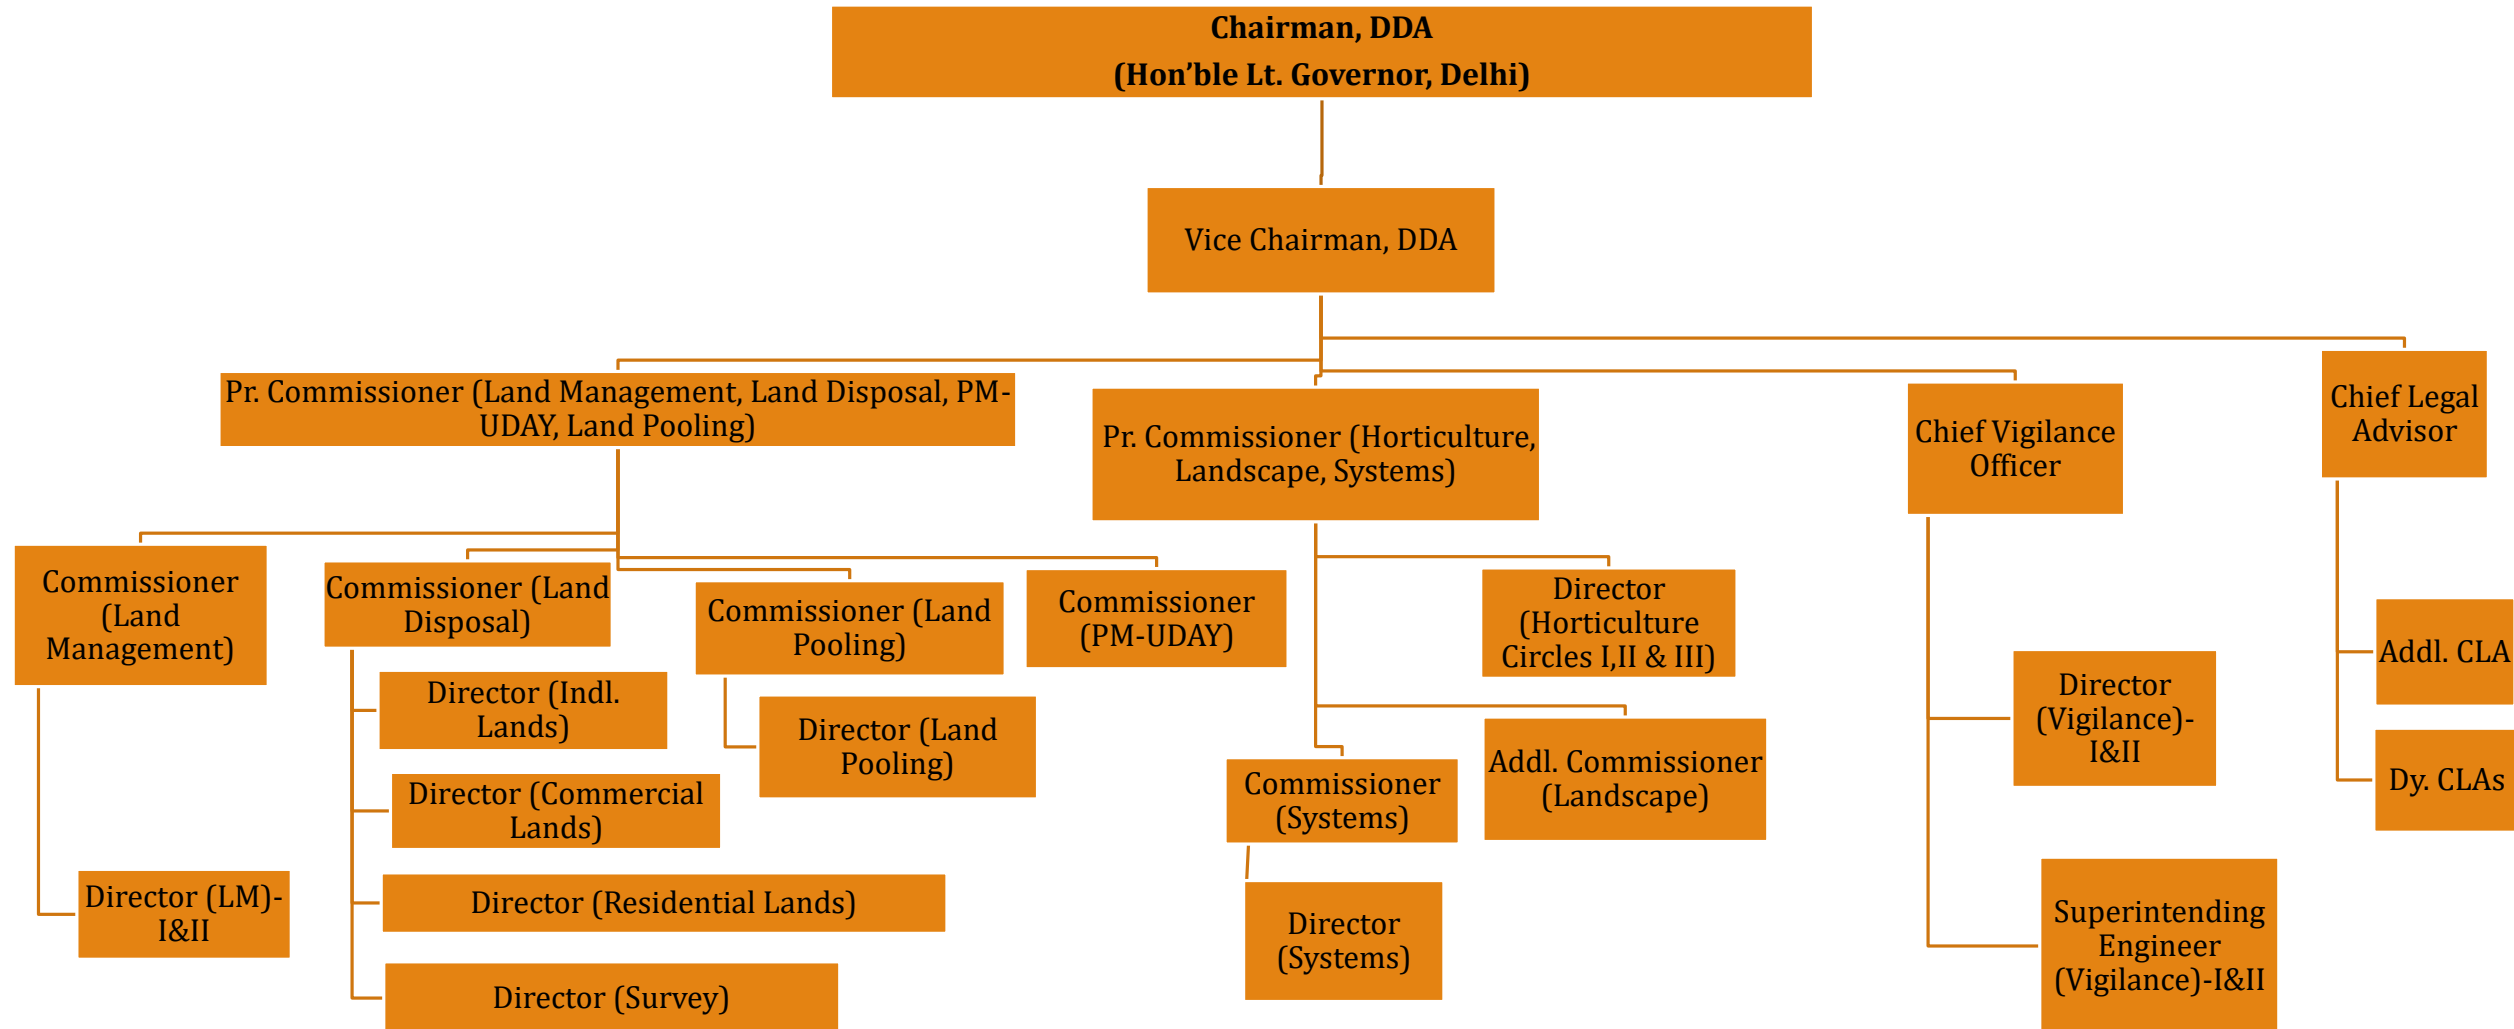 Chairman, DDA
(Hon’ble Lt. Governor, Delhi)
Vice Chairman, DDA
Pr. Commissioner (Land Management, Land Disposal, PM-
UDAY, Land Pooling)
Pr. Commissioner (Horticulture,
Landscape, Systems)
Chief Vigilance
Officer
Chief Legal
Advisor
Commissioner
(Land
Management)
Commissioner (Land
Disposal)
Commissioner (Land
Pooling)
Commissioner
(PM-UDAY)
Director
(Horticulture
Circles I,II & III)
Addl. CLA
Director (Indl.
Lands)
Director (Land
Pooling)
Director
(Vigilance)-
I&II
Addl. Commissioner
(Landscape)
Commissioner
(Systems)
Dy. CLAs
Director (Commercial
Lands)
Director (LM)-
I&II
Director (Residential Lands)
Director
(Systems)
Superintending
Engineer
(Vigilance)-I&II
Director (Survey)